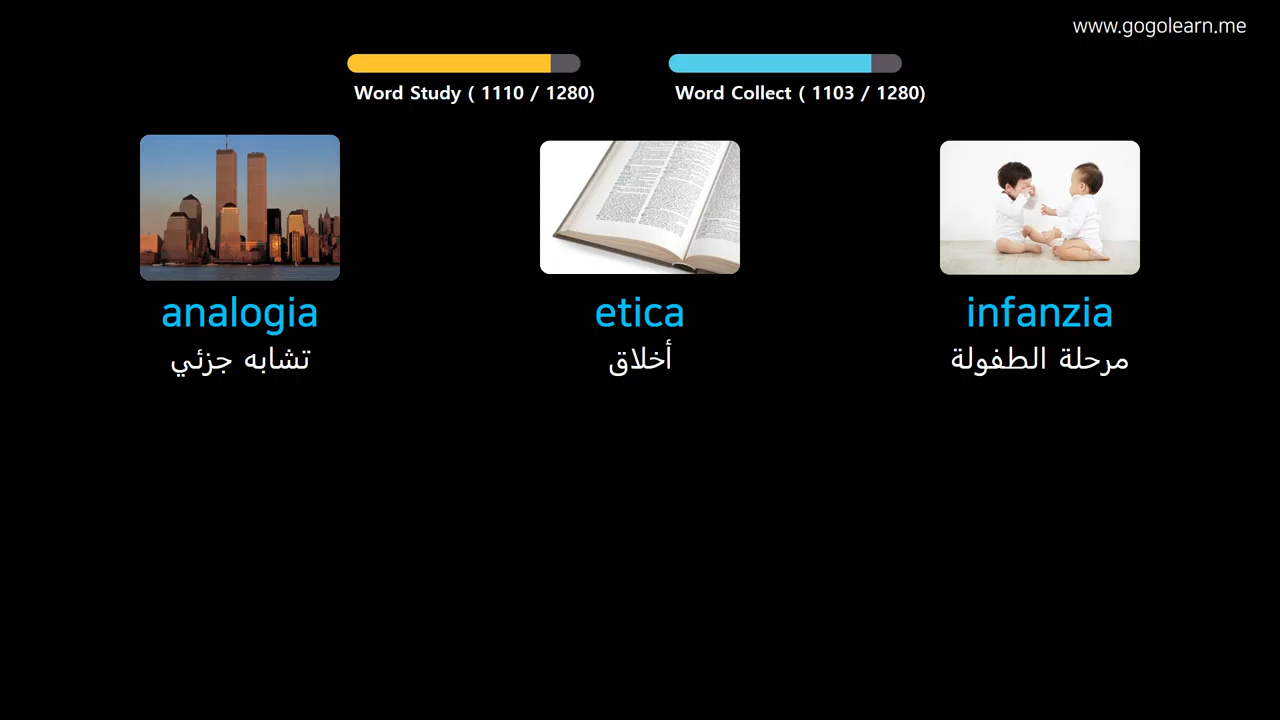 www.gogolearn.me
Word Study ( 1110 / 1280)
Word Collect ( 1103 / 1280)
analogia
تشابه جزئي
etica
أخلاق
infanzia
مرحلة الطفولة